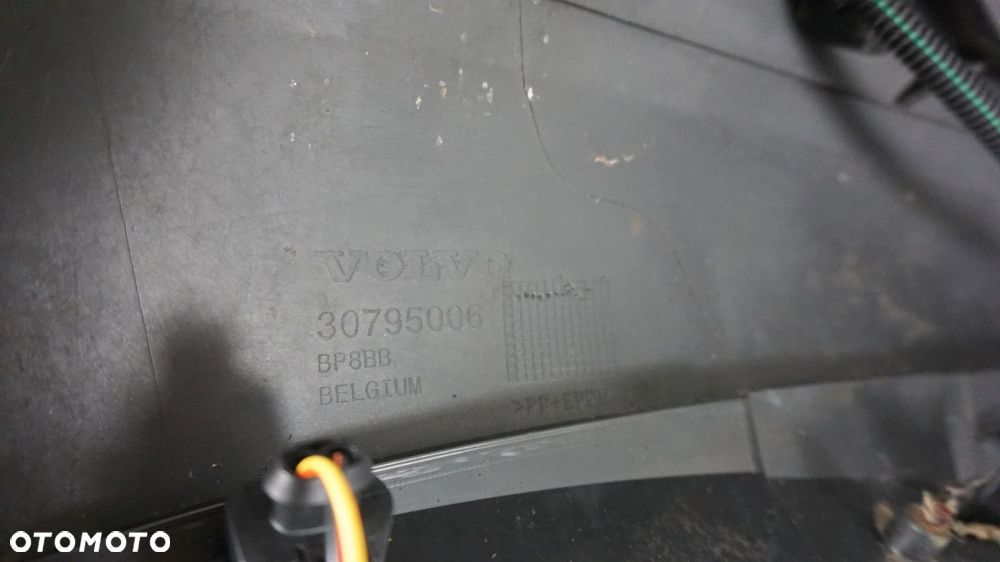 VOLVO
30795006
BP8BB
BELGIUM
>PP+EPDM
OTOMOTO